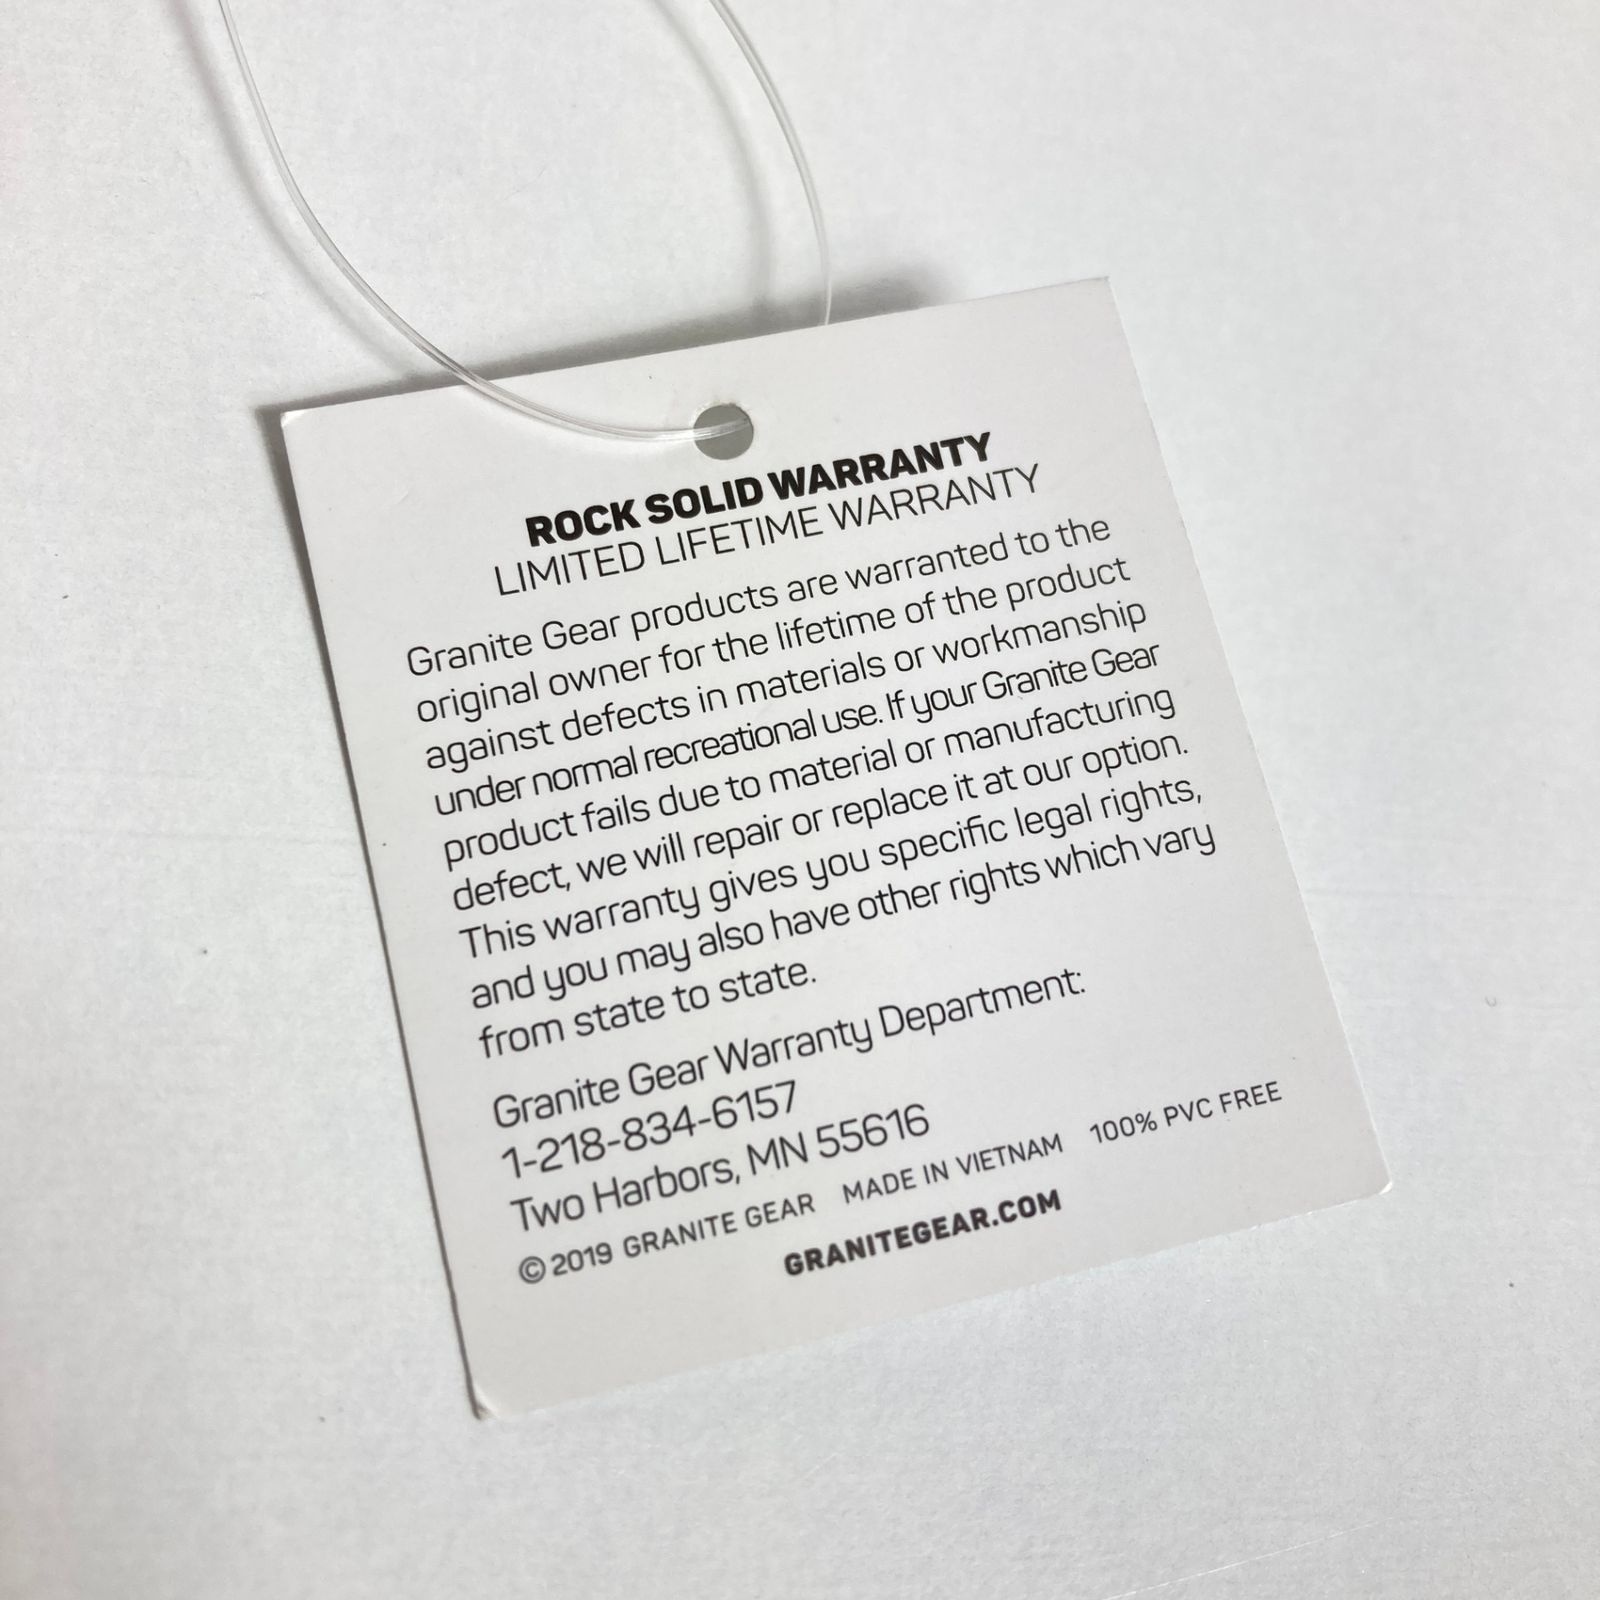 ROCK SOLID WARRANTY
LIMITED LIFETIME WARRANTY
Granite Gear products are warranted to the
original owner for the lifetime of the product
against defects in materials or workmanship
under normal recreational use. If your Granite Gear
product fails due to material or manufacturing
defect, we will repair or replace it at our option.
This warranty gives you specific legal rights,
and you may also have other rights which vary
from state to state.
Granite Gear Warranty Department:
1-218-834-6157
Two Harbors, MN 55616
© 2019 GRANITE GEAR MADE IN VIETNAM 100% PVC FREE
GRANITEGEAR.COM